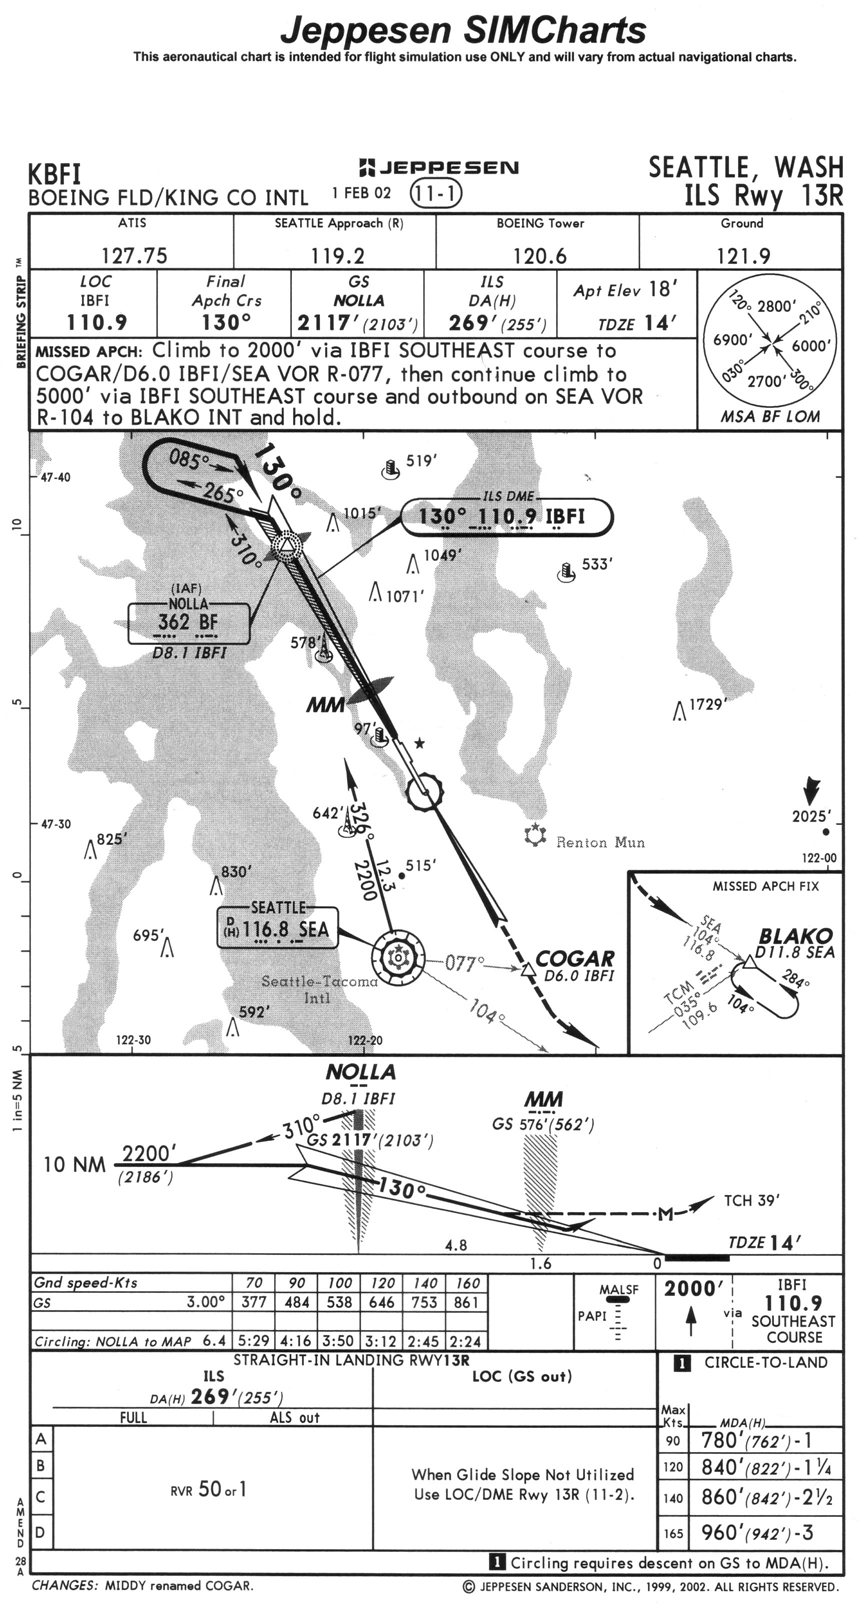 Jeppesen SIMCharts
This aeronautical chart is intended for flight simulation use ONLY and will vary from actual navigational charts.
KBFI
BOEING FLD/KING CO INTL
JEPPESEN
1 FEB 02
11-1
SEATTLE, WASH
ILS Rwy 13R
BRIEFING STRIP TM
ATIS
127.75
SEATTLE Approach (R)
119.2
BOEING Tower
120.6
Ground
121.9
LOC
IBFI
110.9
Final
Apch Crs
130°
GS
NOLLA
2117' (2103')
ILS
DA(H)
269' (255')
Apt Elev 18'
TDZE 14'
120°
2800'
210°
6900'
6000'
030°
2700'
300°
MSA BF LOM
MISSED APCH: Climb to 2000' via IBFI SOUTHEAST course to
COGAR/D6.0 IBFI/SEA VOR R-077, then continue climb to
5000' via IBFI SOUTHEAST course and outbound on SEA VOR
R-104 to BLAKO INT and hold.
47-40
085°
265°
130°
310°
519'
1015'
ILS DME
130° 110.9 IBFI
1049'
1071'
533'
10
(IAF)
NOLLA
362 BF
D8.1 IBFI
578'
MM
97'
1729'
5
326°
12.3
2200
642'
515'
47-30
825'
830'
695'
592'
0
Renton Mun
2025'
122-00
SEATTLE
D
(H) 116.8 SEA
Seattle-Tacoma
Intl
077°
COGAR
D6.0 IBFI
104°
MISSED APCH FIX
SEA
104°
116.8
BLAKO
D11.8 SEA
TCM
035°
109.6
104°
284°
5
122-30
122-20
1 in=5 NM
NOLLA
D8.1 IBFI
310°
GS 2117' (2103')
MM
GS 576' (562')
10 NM
2200'
(2186')
130°
M
TCH 39'
TDZE 14'
4.8
1.6
0
Gnd speed-Kts 70 90 100 120 140 160
GS 3.00° 377 484 538 646 753 861
Circling: NOLLA to MAP 6.4 5:29 4:16 3:50 3:12 2:45 2:24
MALSF
PAPI
2000'
via
IBFI
110.9
SOUTHEAST
COURSE
STRAIGHT-IN LANDING RWY13R
ILS
DA(H) 269' (255')
FULL
ALS out
LOC (GS out)
1 CIRCLE-TO-LAND
Max
Kts.
MDA(H)
A
B
C
D
RVR 50 or 1
When Glide Slope Not Utilized
Use LOC/DME Rwy 13R (11-2).
90 780' (762') - 1
120 840' (822') - 1 1/4
140 860' (842') - 2 1/2
165 960' (942') - 3
AMEND
28
A
1 Circling requires descent on GS to MDA(H).
CHANGES: MIDDY renamed COGAR.
© JEPPESEN SANDERSON, INC., 1999, 2002. ALL RIGHTS RESERVED.